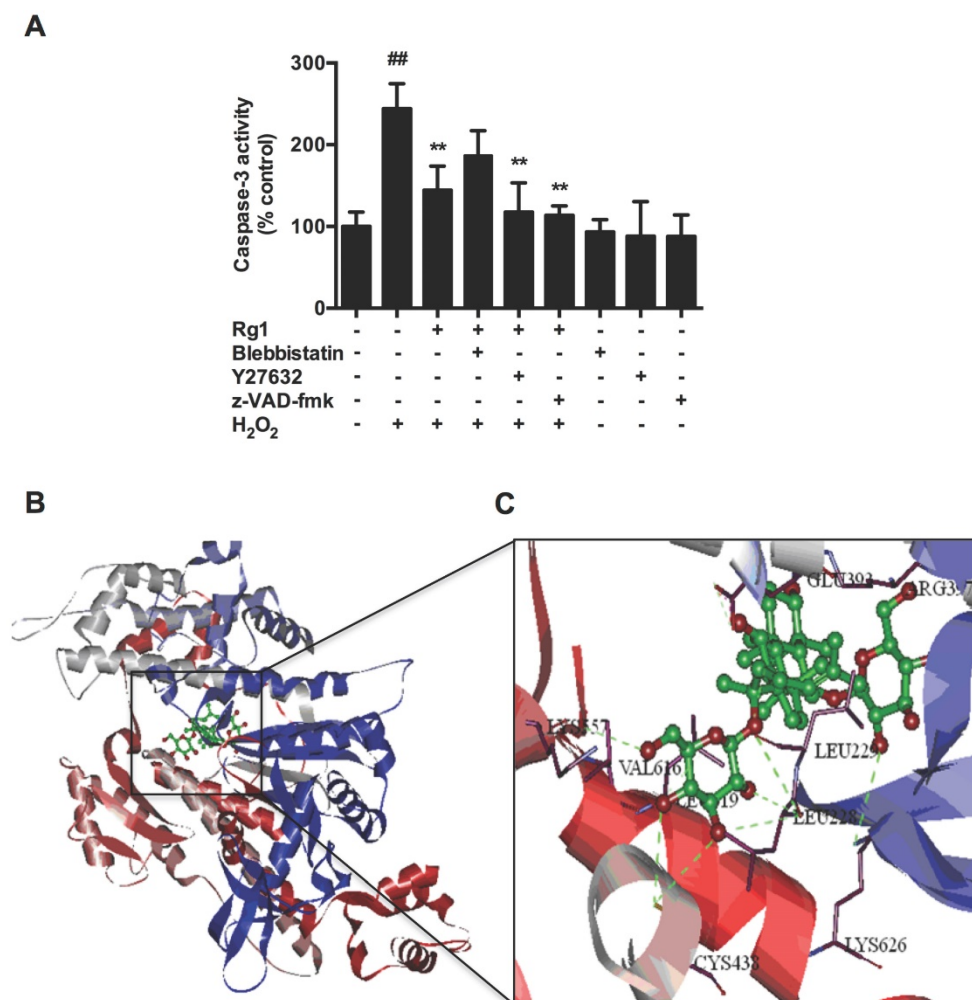 A
300
200
100
0
Caspase-3 activity
(% control)
##
**
**
**
Rg1 - - + + + + - - -
Blebbistatin - - - + - - + - -
Y27632 - - - - + - - + -
z-VAD-fmk - - - - - + - - +
H₂O₂ - + + + + + - - -
B
C
GLU393
LEU229
VAL616
LEU228
CYS438
LYS626